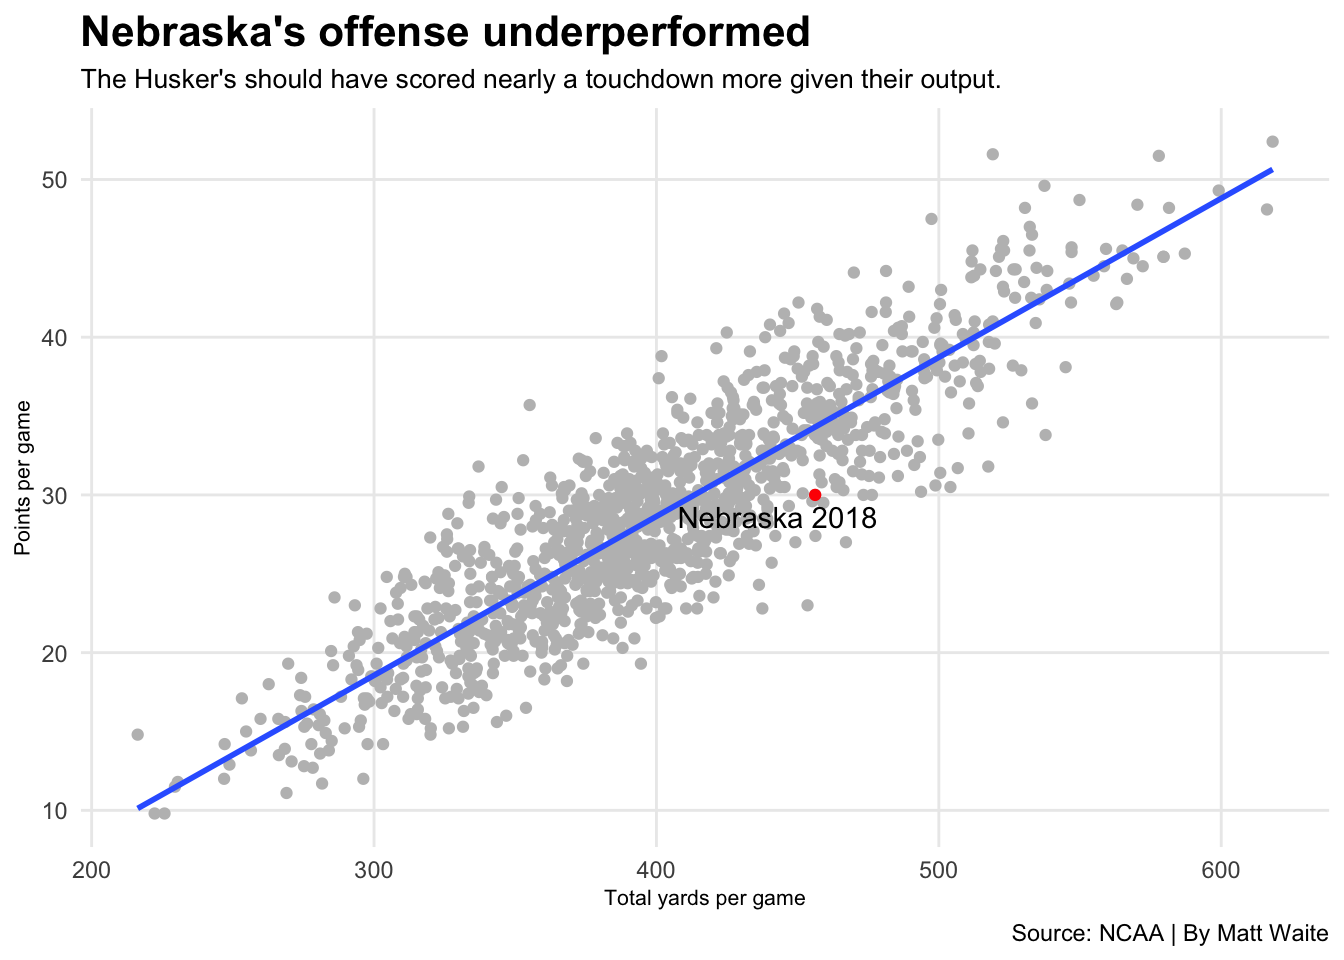 Nebraska's offense underperformed
The Husker's should have scored nearly a touchdown more given their output.
50
40
30
20
10
Points per game
Nebraska 2018
200 300 400 500 600
Total yards per game
Source: NCAA | By Matt Waite